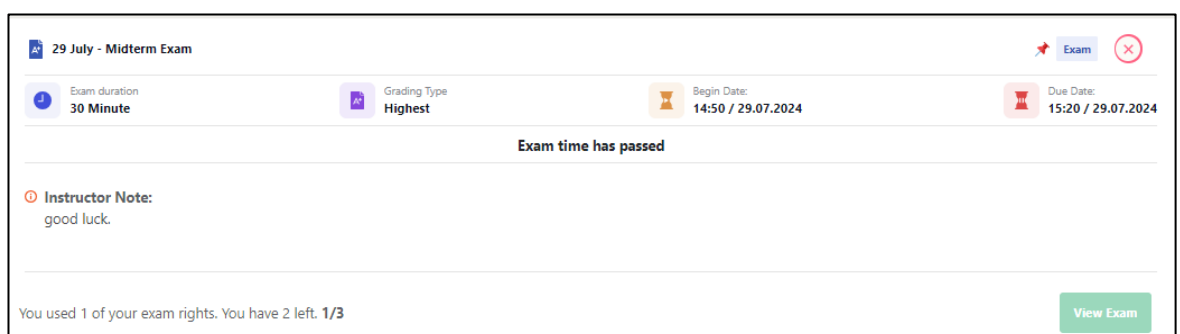 29 July - Midterm Exam
Exam
Exam duration
30 Minute
Grading Type
Highest
Begin Date:
14:50 / 29.07.2024
Due Date:
15:20 / 29.07.2024
Exam time has passed
Instructor Note:
good luck.
You used 1 of your exam rights. You have 2 left. 1/3
View Exam